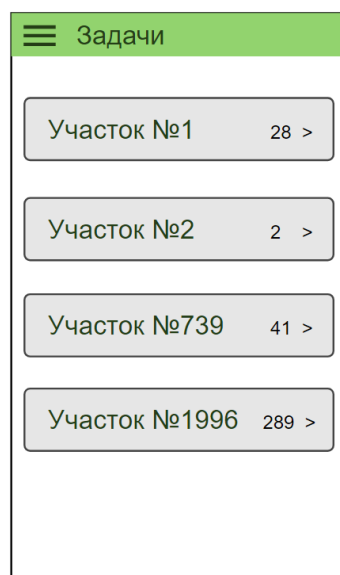 Задачи
Участок №1 28 >
Участок №2 2 >
Участок №739 41 >
Участок №1996 289 >